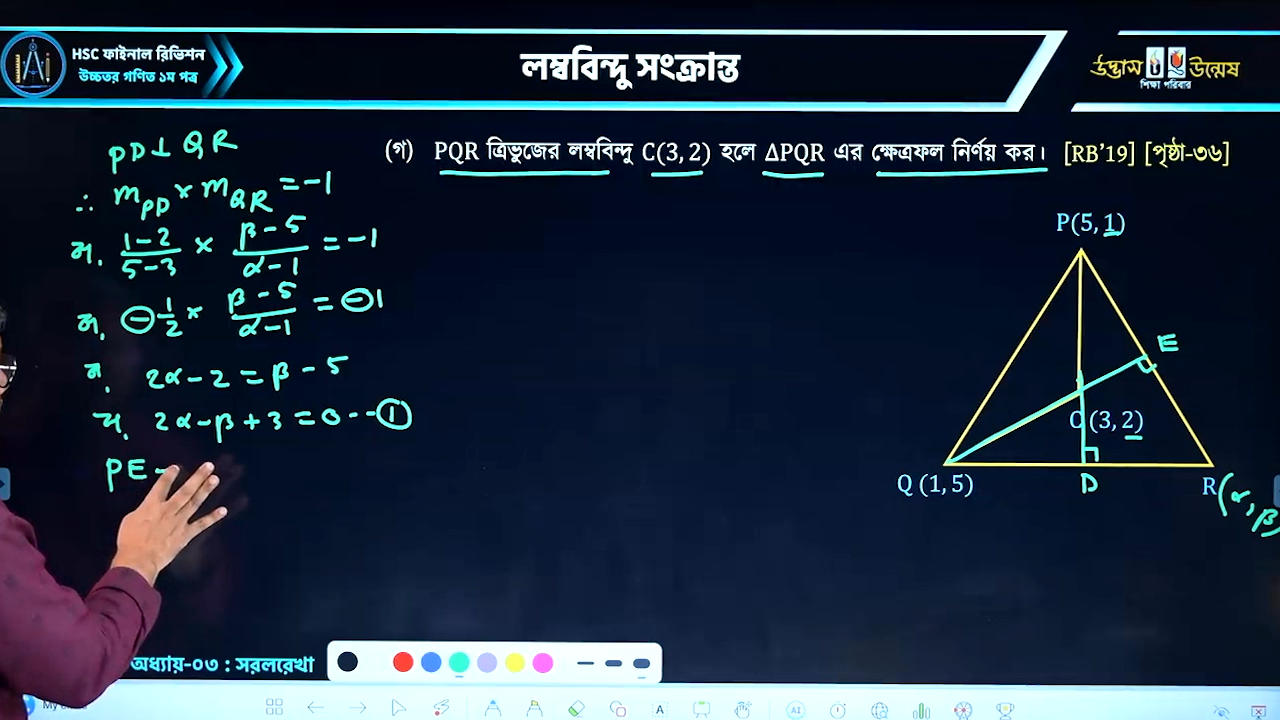 HSC ফাইনাল রিভিশন
উচ্চতর গণিত ১ম পত্র
লম্ববিন্দু সংক্রান্ত
উদ্ভাস উন্মেষ
শিক্ষা পরিবার
(গ) PQR ত্রিভুজের লম্ববিন্দু C(3, 2) হলে ΔPQR এর ক্ষেত্রফল নির্ণয় কর। [RB'19] [পৃষ্ঠা-৩৬]
PD ⊥ QR
∴ m_PD × m_QR = -1
বা, (1-2)/(5-3) × (β-5)/(α-1) = -1
বা, -1/2 × (β-5)/(α-1) = -1
বা, 2α - 2 = β - 5
বা, 2α - β + 3 = 0 -- ①
PE
P(5, 1)
E
(3, 2)
Q (1, 5)
D
R(α, β)
অধ্যায়-০৩ : সরলরেখা